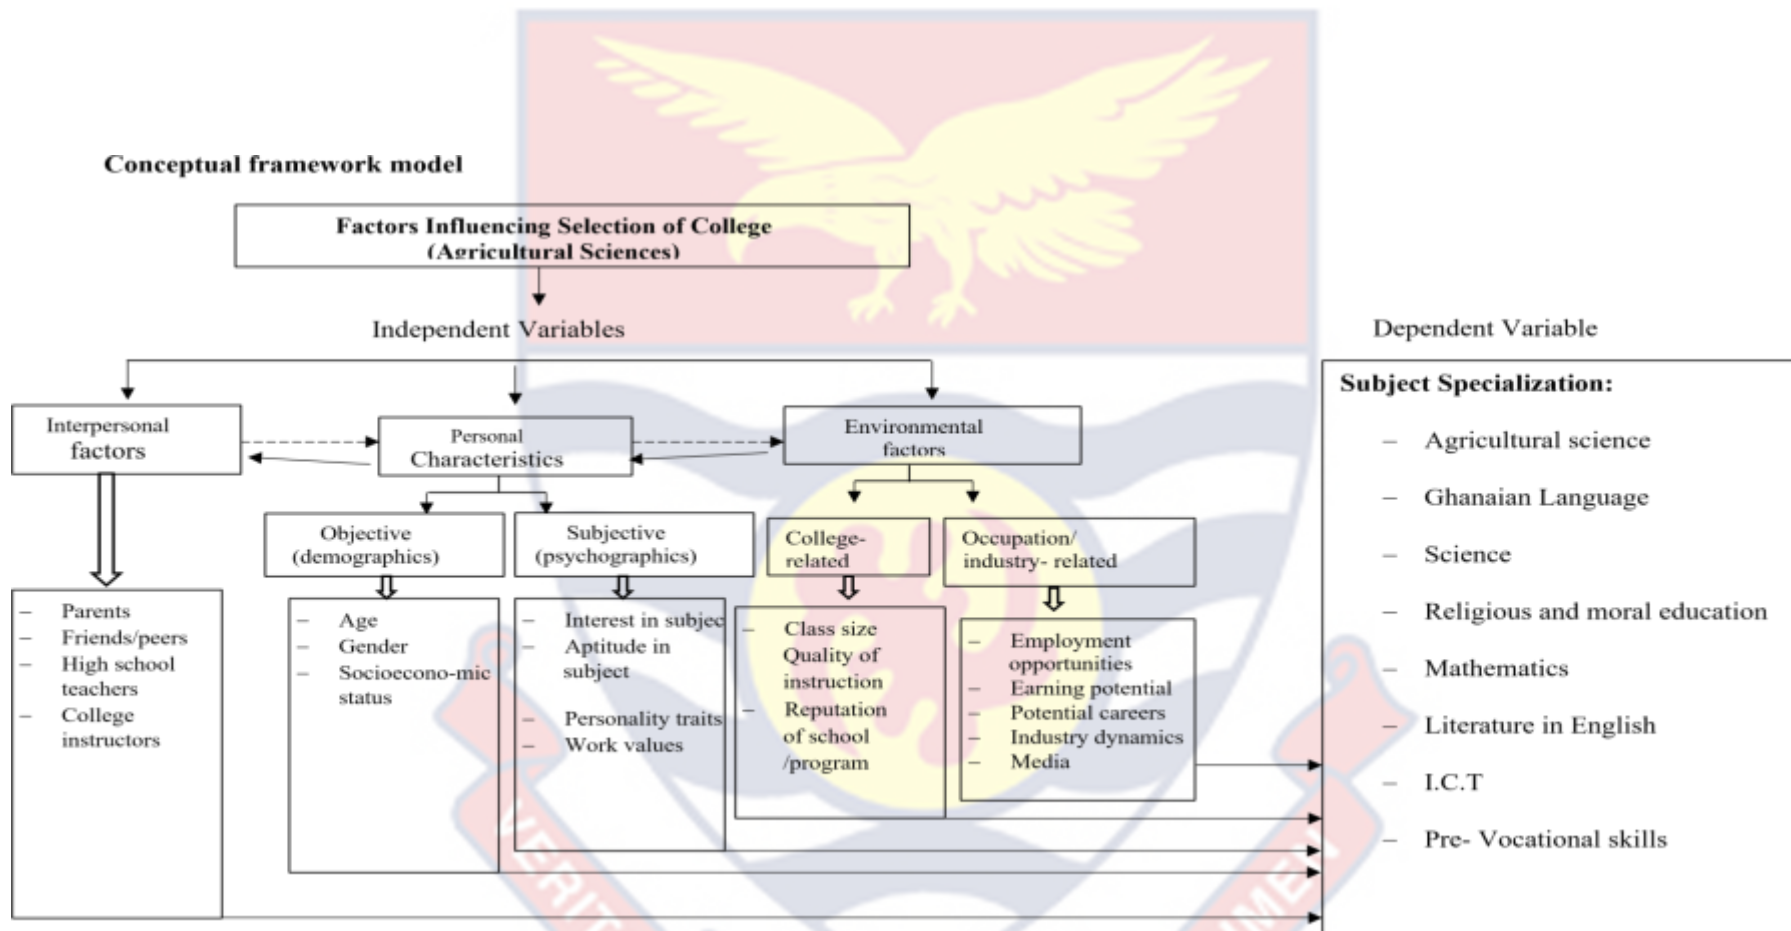 Conceptual framework model
Factors Influencing Selection of College
(Agricultural Sciences)
Independent Variables
Dependent Variable
Interpersonal
factors
Personal
Characteristics
Environmental
factors
Objective
(demographics)
Subjective
(psychographics)
College-
related
Occupation/
industry- related
– Parents
– Friends/peers
– High school
teachers
– College
instructors
– Age
– Gender
– Socioecono-mic
status
– Interest in subjec
– Aptitude in
subject
– Personality traits
– Work values
– Class size
Quality of
instruction
– Reputation
of school
/program
– Employment
opportunities
– Earning potential
– Potential careers
– Industry dynamics
– Media
Subject Specialization:
– Agricultural science
– Ghanaian Language
– Science
– Religious and moral education
– Mathematics
– Literature in English
– I.C.T
– Pre- Vocational skills
VERIT
UMEN